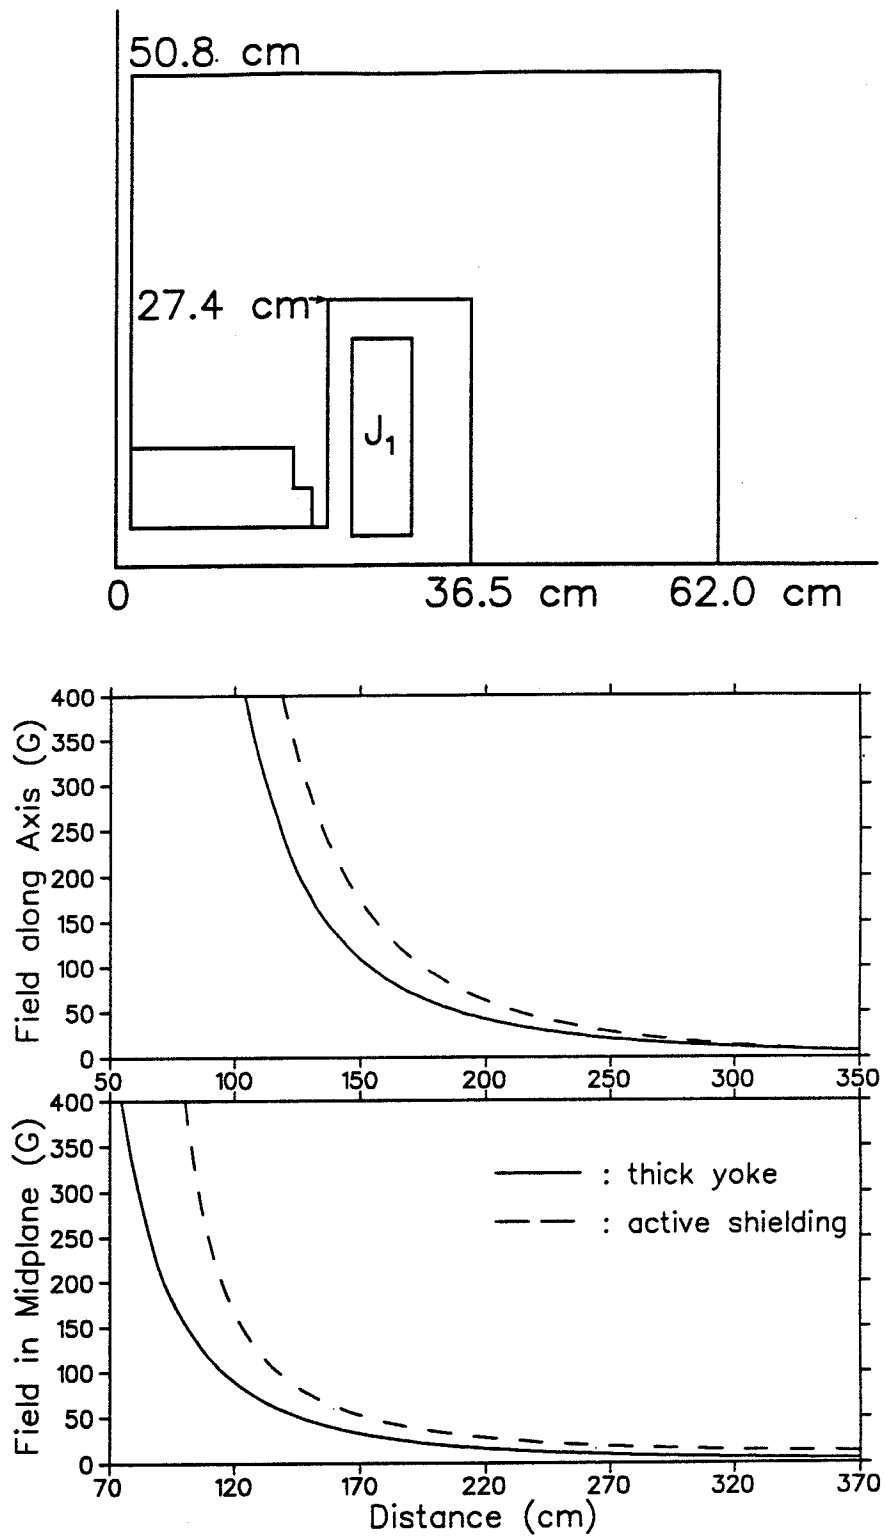 50.8 cm
27.4 cm
J1
0
36.5 cm
62.0 cm
Field along Axis (G)
400
350
300
250
200
150
100
50
0
50 100 150 200 250 300 350
Field in Midplane (G)
400
350
300
250
200
150
100
50
0
: thick yoke
: active shielding
70 120 170 220 270 320 370
Distance (cm)